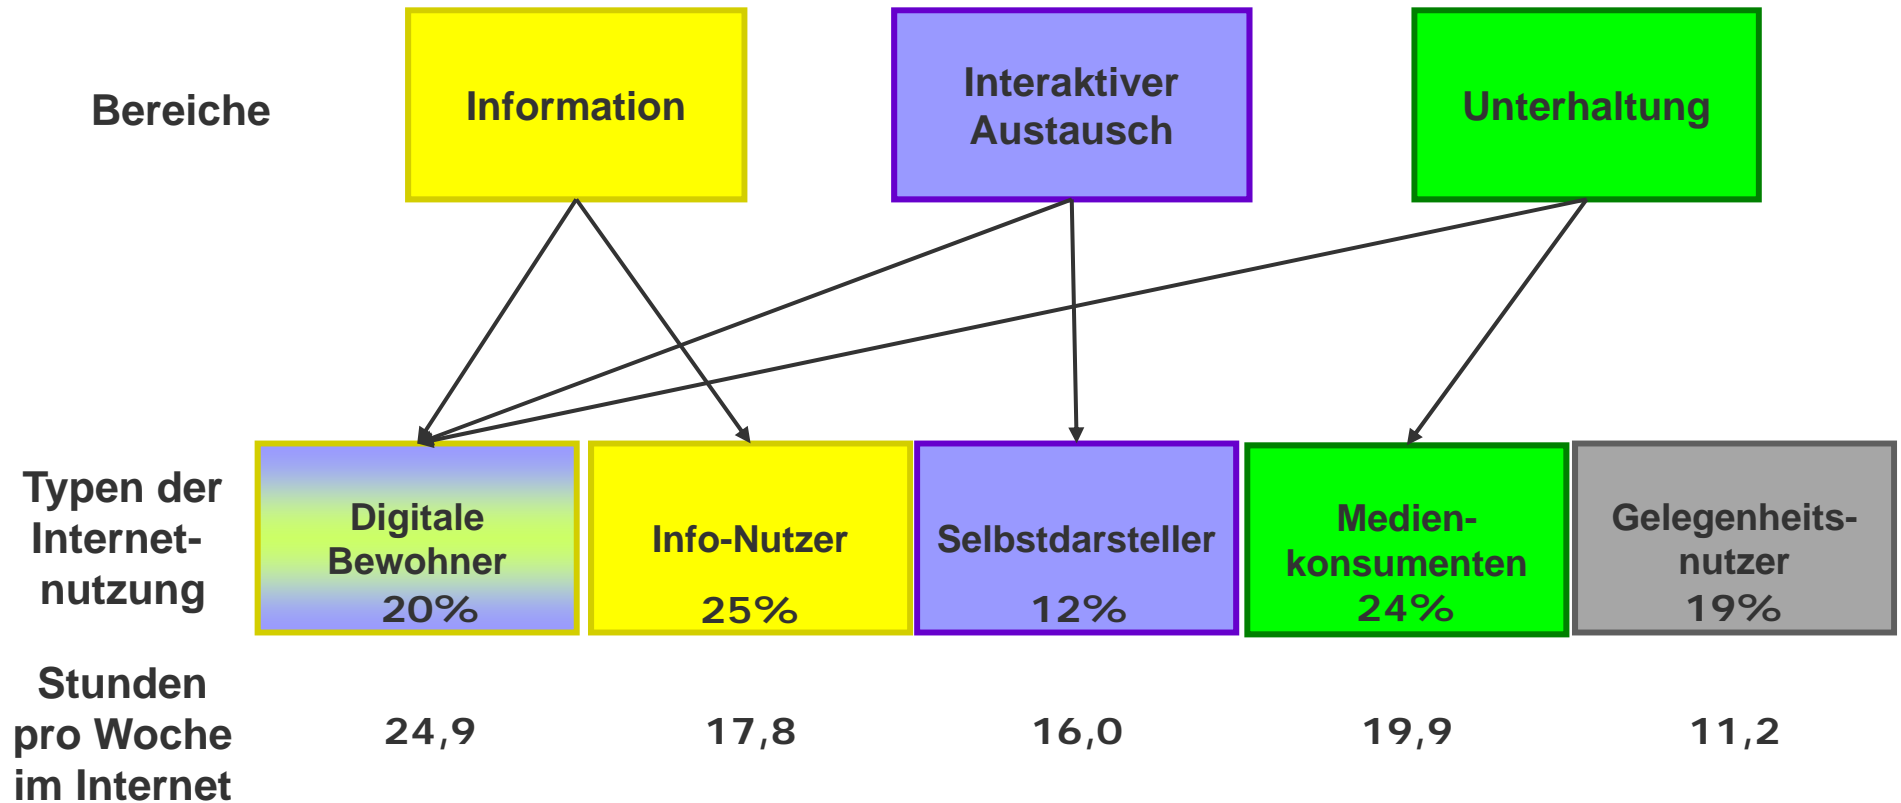 Bereiche
Information
Interaktiver
Austausch
Unterhaltung
Typen der
Internet-
nutzung
Digitale
Bewohner
20%
Info-Nutzer
25%
Selbstdarsteller
12%
Medien-
konsumenten
24%
Gelegenheits-
nutzer
19%
Stunden
pro Woche
im Internet
24,9
17,8
16,0
19,9
11,2